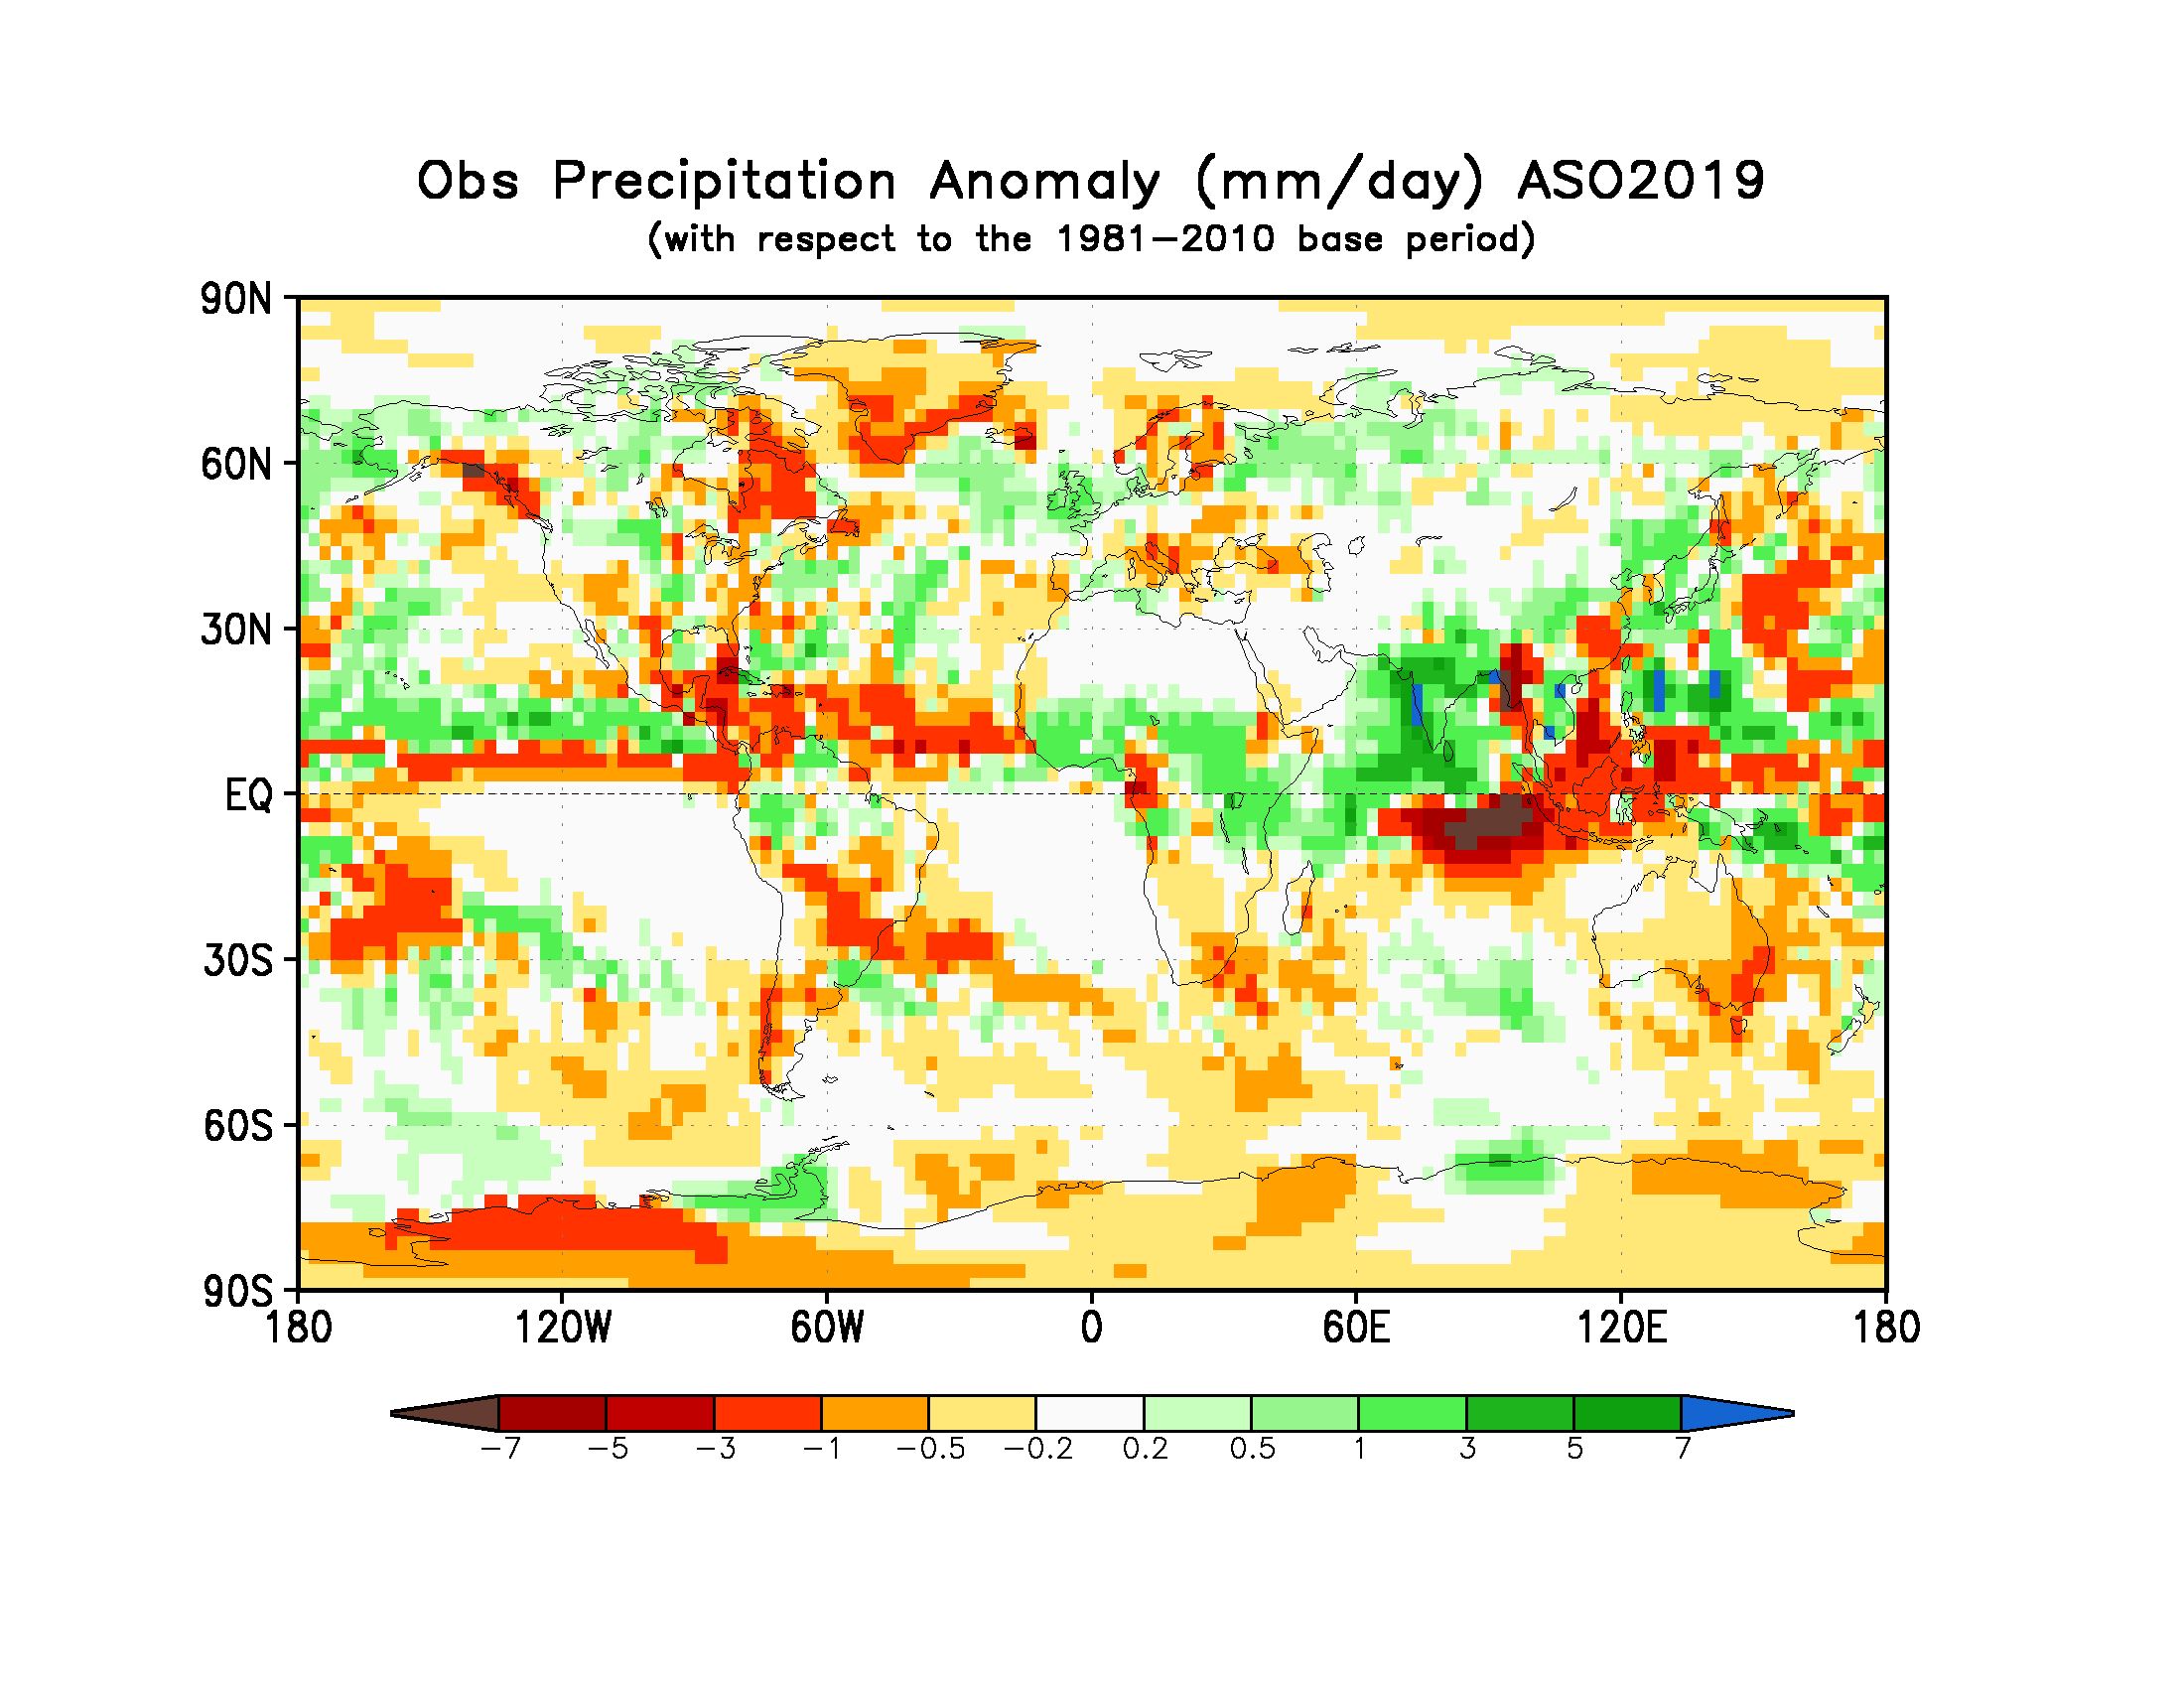 Obs Precipitation Anomaly (mm/day) ASO2019
(with respect to the 1981−2010 base period)
90N
60N
30N
EQ
30S
60S
90S
180 120W 60W 0 60E 120E 180
−7 −5 −3 −1 −0.5 −0.2 0.2 0.5 1 3 5 7